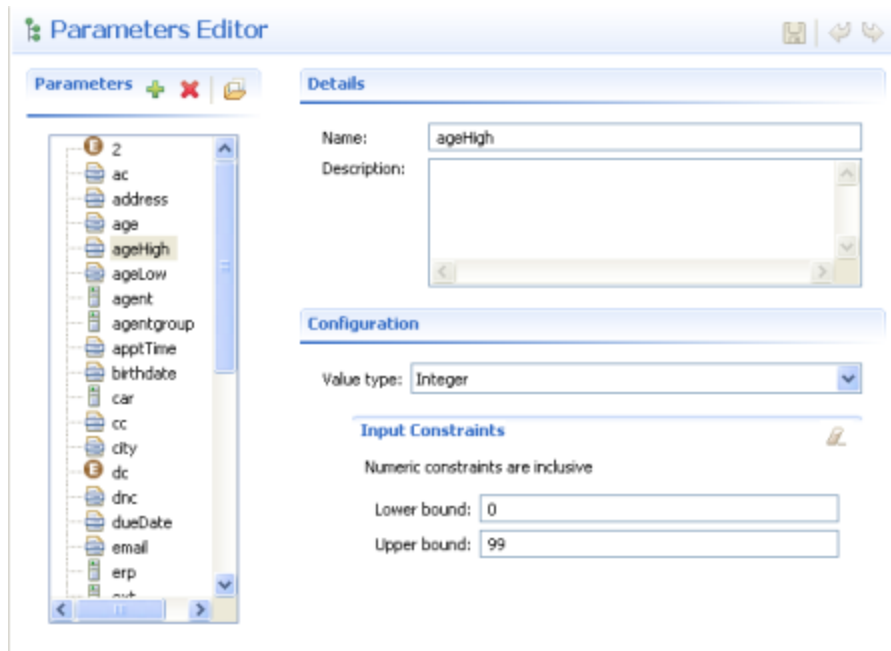 Parameters Editor
Parameters
2
ac
address
age
ageHigh
ageLow
agent
agentgroup
apptTime
birthdate
car
cc
city
dc
dnc
dueDate
email
erp
ext
Details
Name: ageHigh
Description:
Configuration
Value type: Integer
Input Constraints
Numeric constraints are inclusive
Lower bound: 0
Upper bound: 99